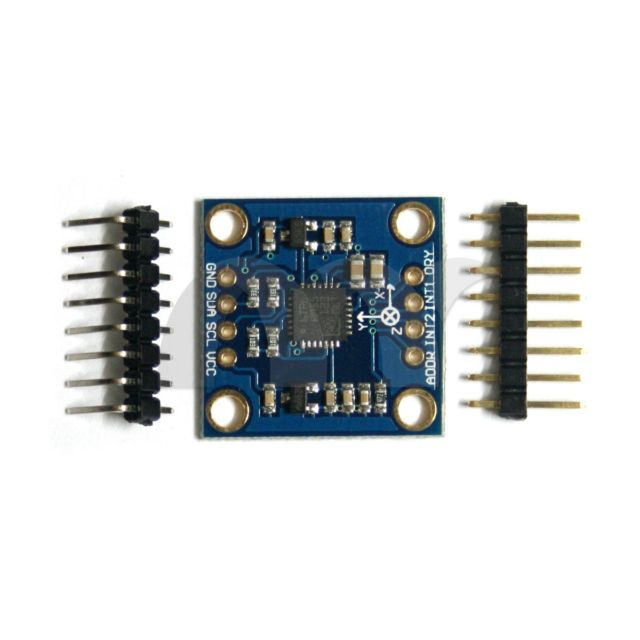 GND SDA SCL VCC
X
Y
Z
ADDR INT2 INT1 DRY